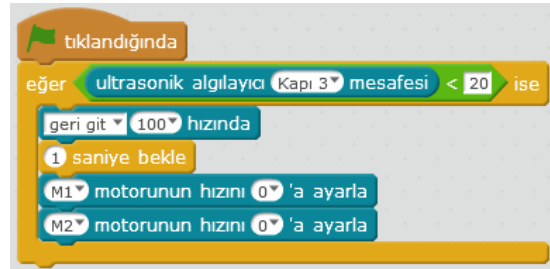 tıklandığında
eğer ultrasonik algılayıcı Kapı 3 mesafesi < 20 ise
geri git 100 hızında
1 saniye bekle
M1 motorunun hızını 0 'a ayarla
M2 motorunun hızını 0 'a ayarla